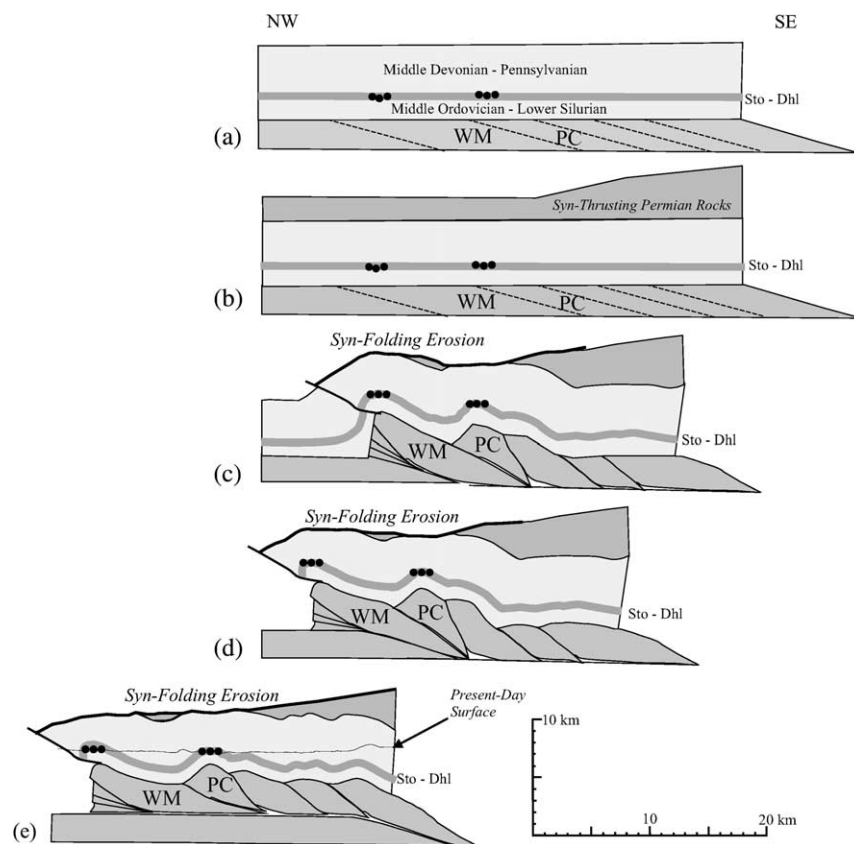 NW SE
Middle Devonian - Pennsylvanian
Sto - Dhl
Middle Ordovician - Lower Silurian
(a) WM PC
Syn-Thrusting Permian Rocks
Sto - Dhl
(b) WM PC
Syn-Folding Erosion
Sto - Dhl
WM PC
(c)
Syn-Folding Erosion
Sto - Dhl
WM PC
(d)
Syn-Folding Erosion
Present-Day
Surface
10 km
Sto - Dhl
WM PC
(e)
10 20 km